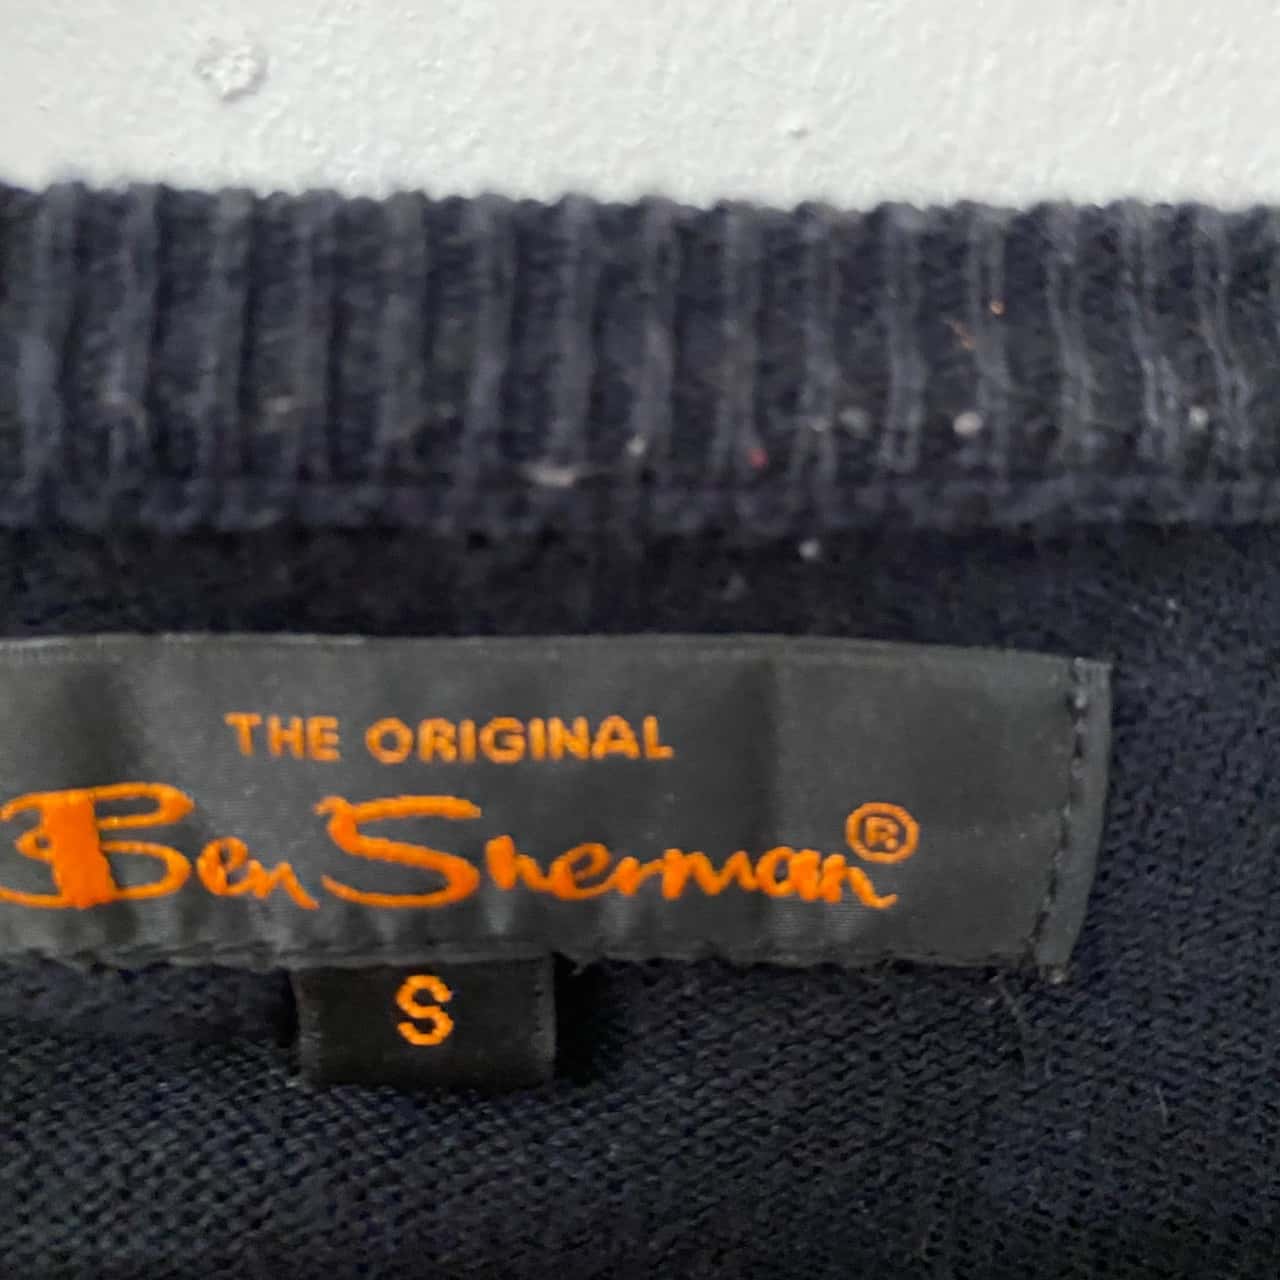 THE ORIGINAL
Ben Sherman®
S